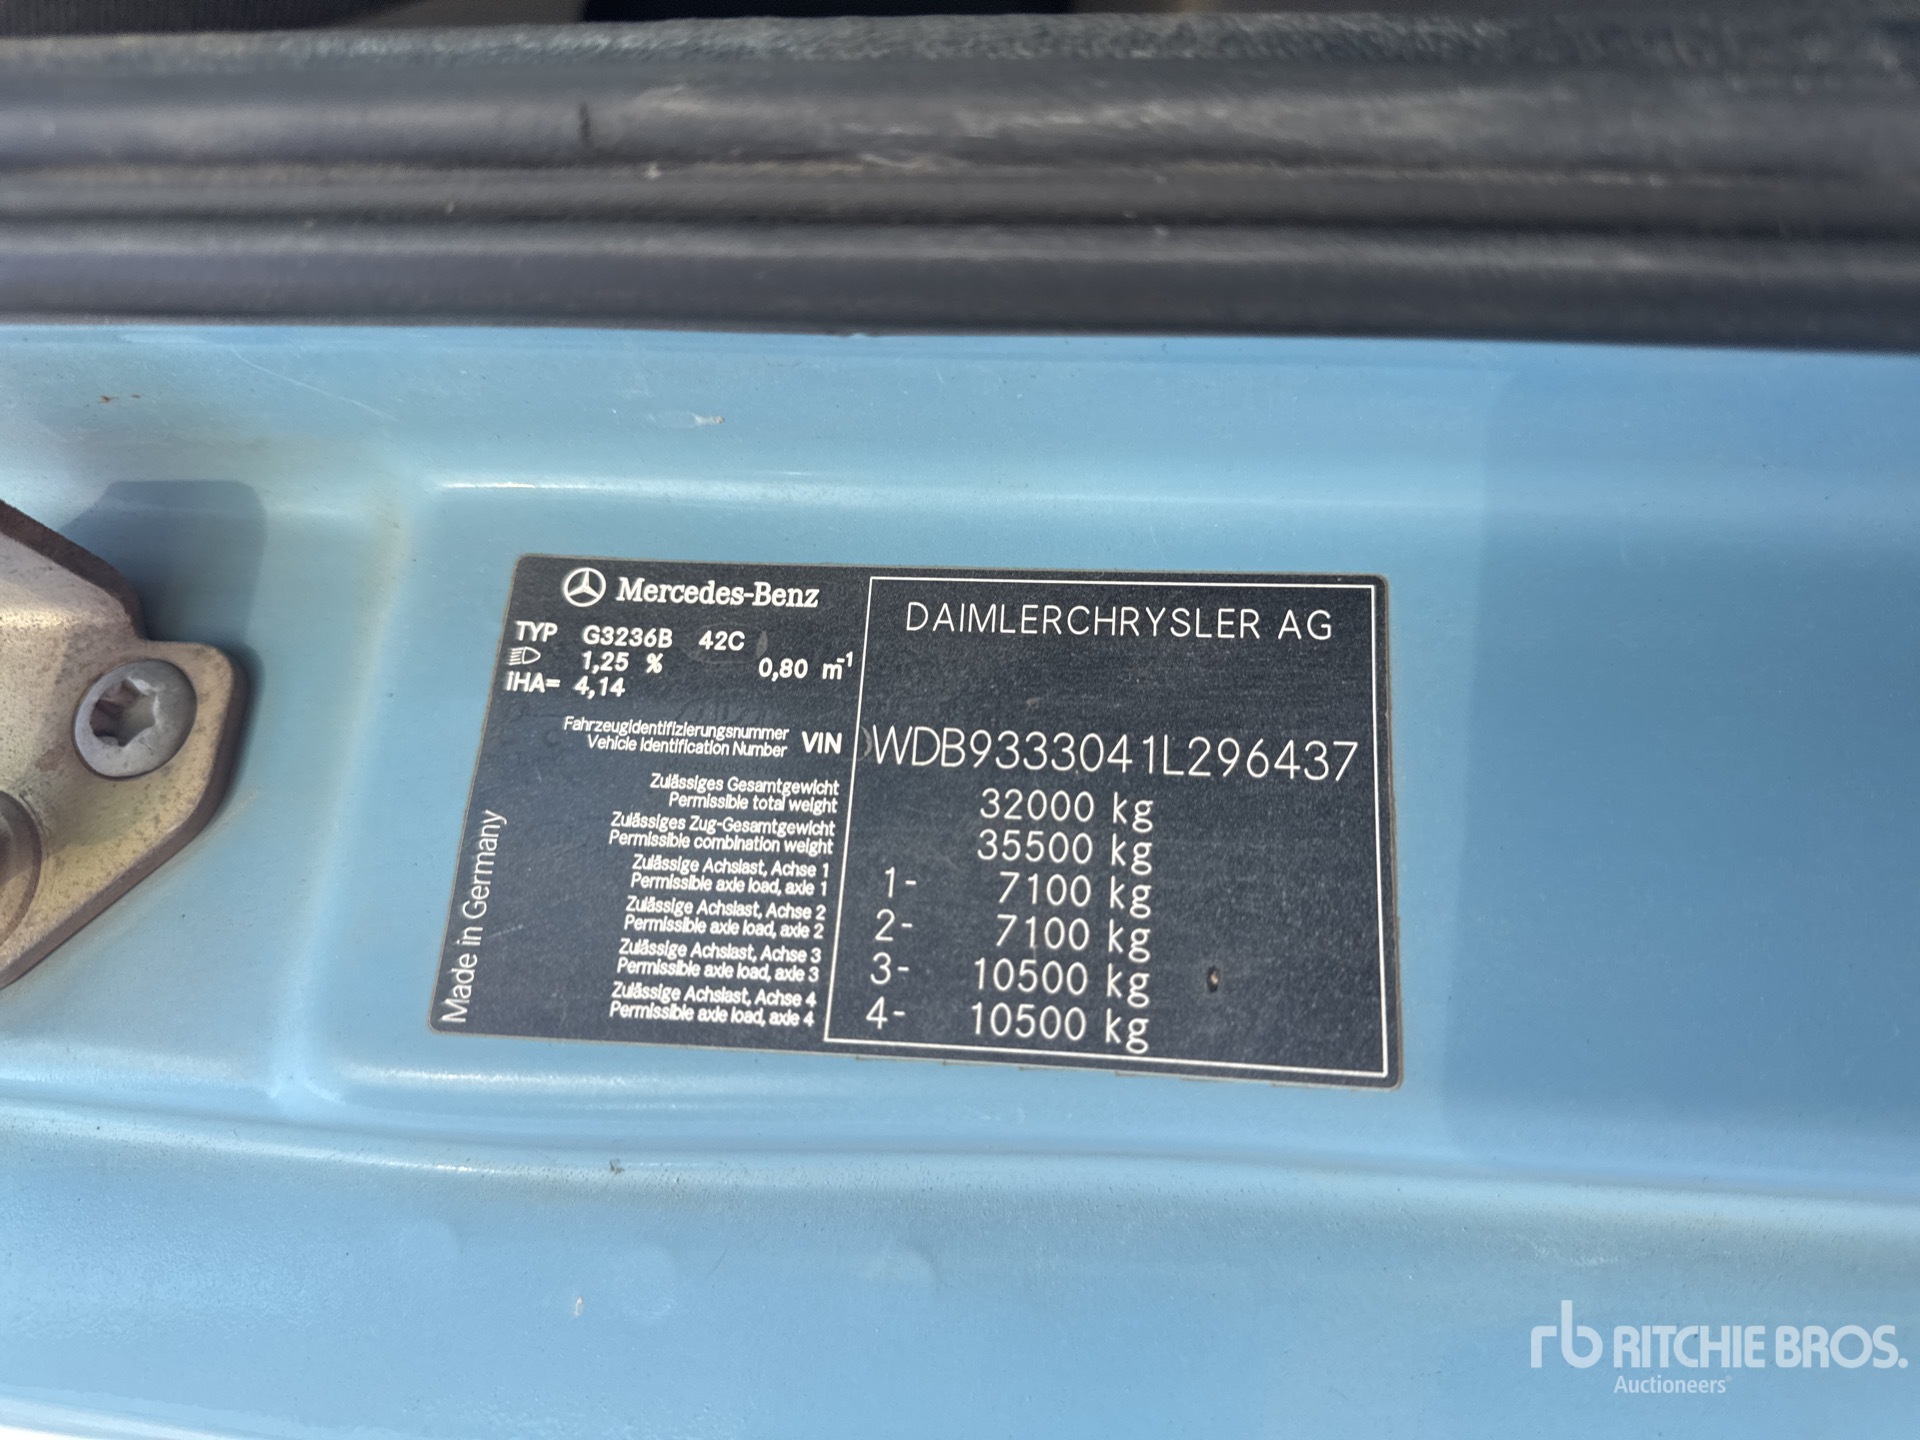 Mercedes-Benz
TYP G3236B 42C
1,25 % 0,80 m-1
iHA= 4,14
DAIMLERCHRYSLER AG
Fahrzeugidentifizierungsnummer
Vehicle Identification Number VIN WDB9333041L296437
Zulässiges Gesamtgewicht
Permissible total weight 32000 kg
Zulässiges Zug-Gesamtgewicht
Permissible combination weight 35500 kg
Zulässige Achslast, Achse 1
Permissible axle load, axle 1 1- 7100 kg
Zulässige Achslast, Achse 2
Permissible axle load, axle 2 2- 7100 kg
Zulässige Achslast, Achse 3
Permissible axle load, axle 3 3- 10500 kg
Zulässige Achslast, Achse 4
Permissible axle load, axle 4 4- 10500 kg
Made in Germany
rb RITCHIE BROS.
Auctioneers